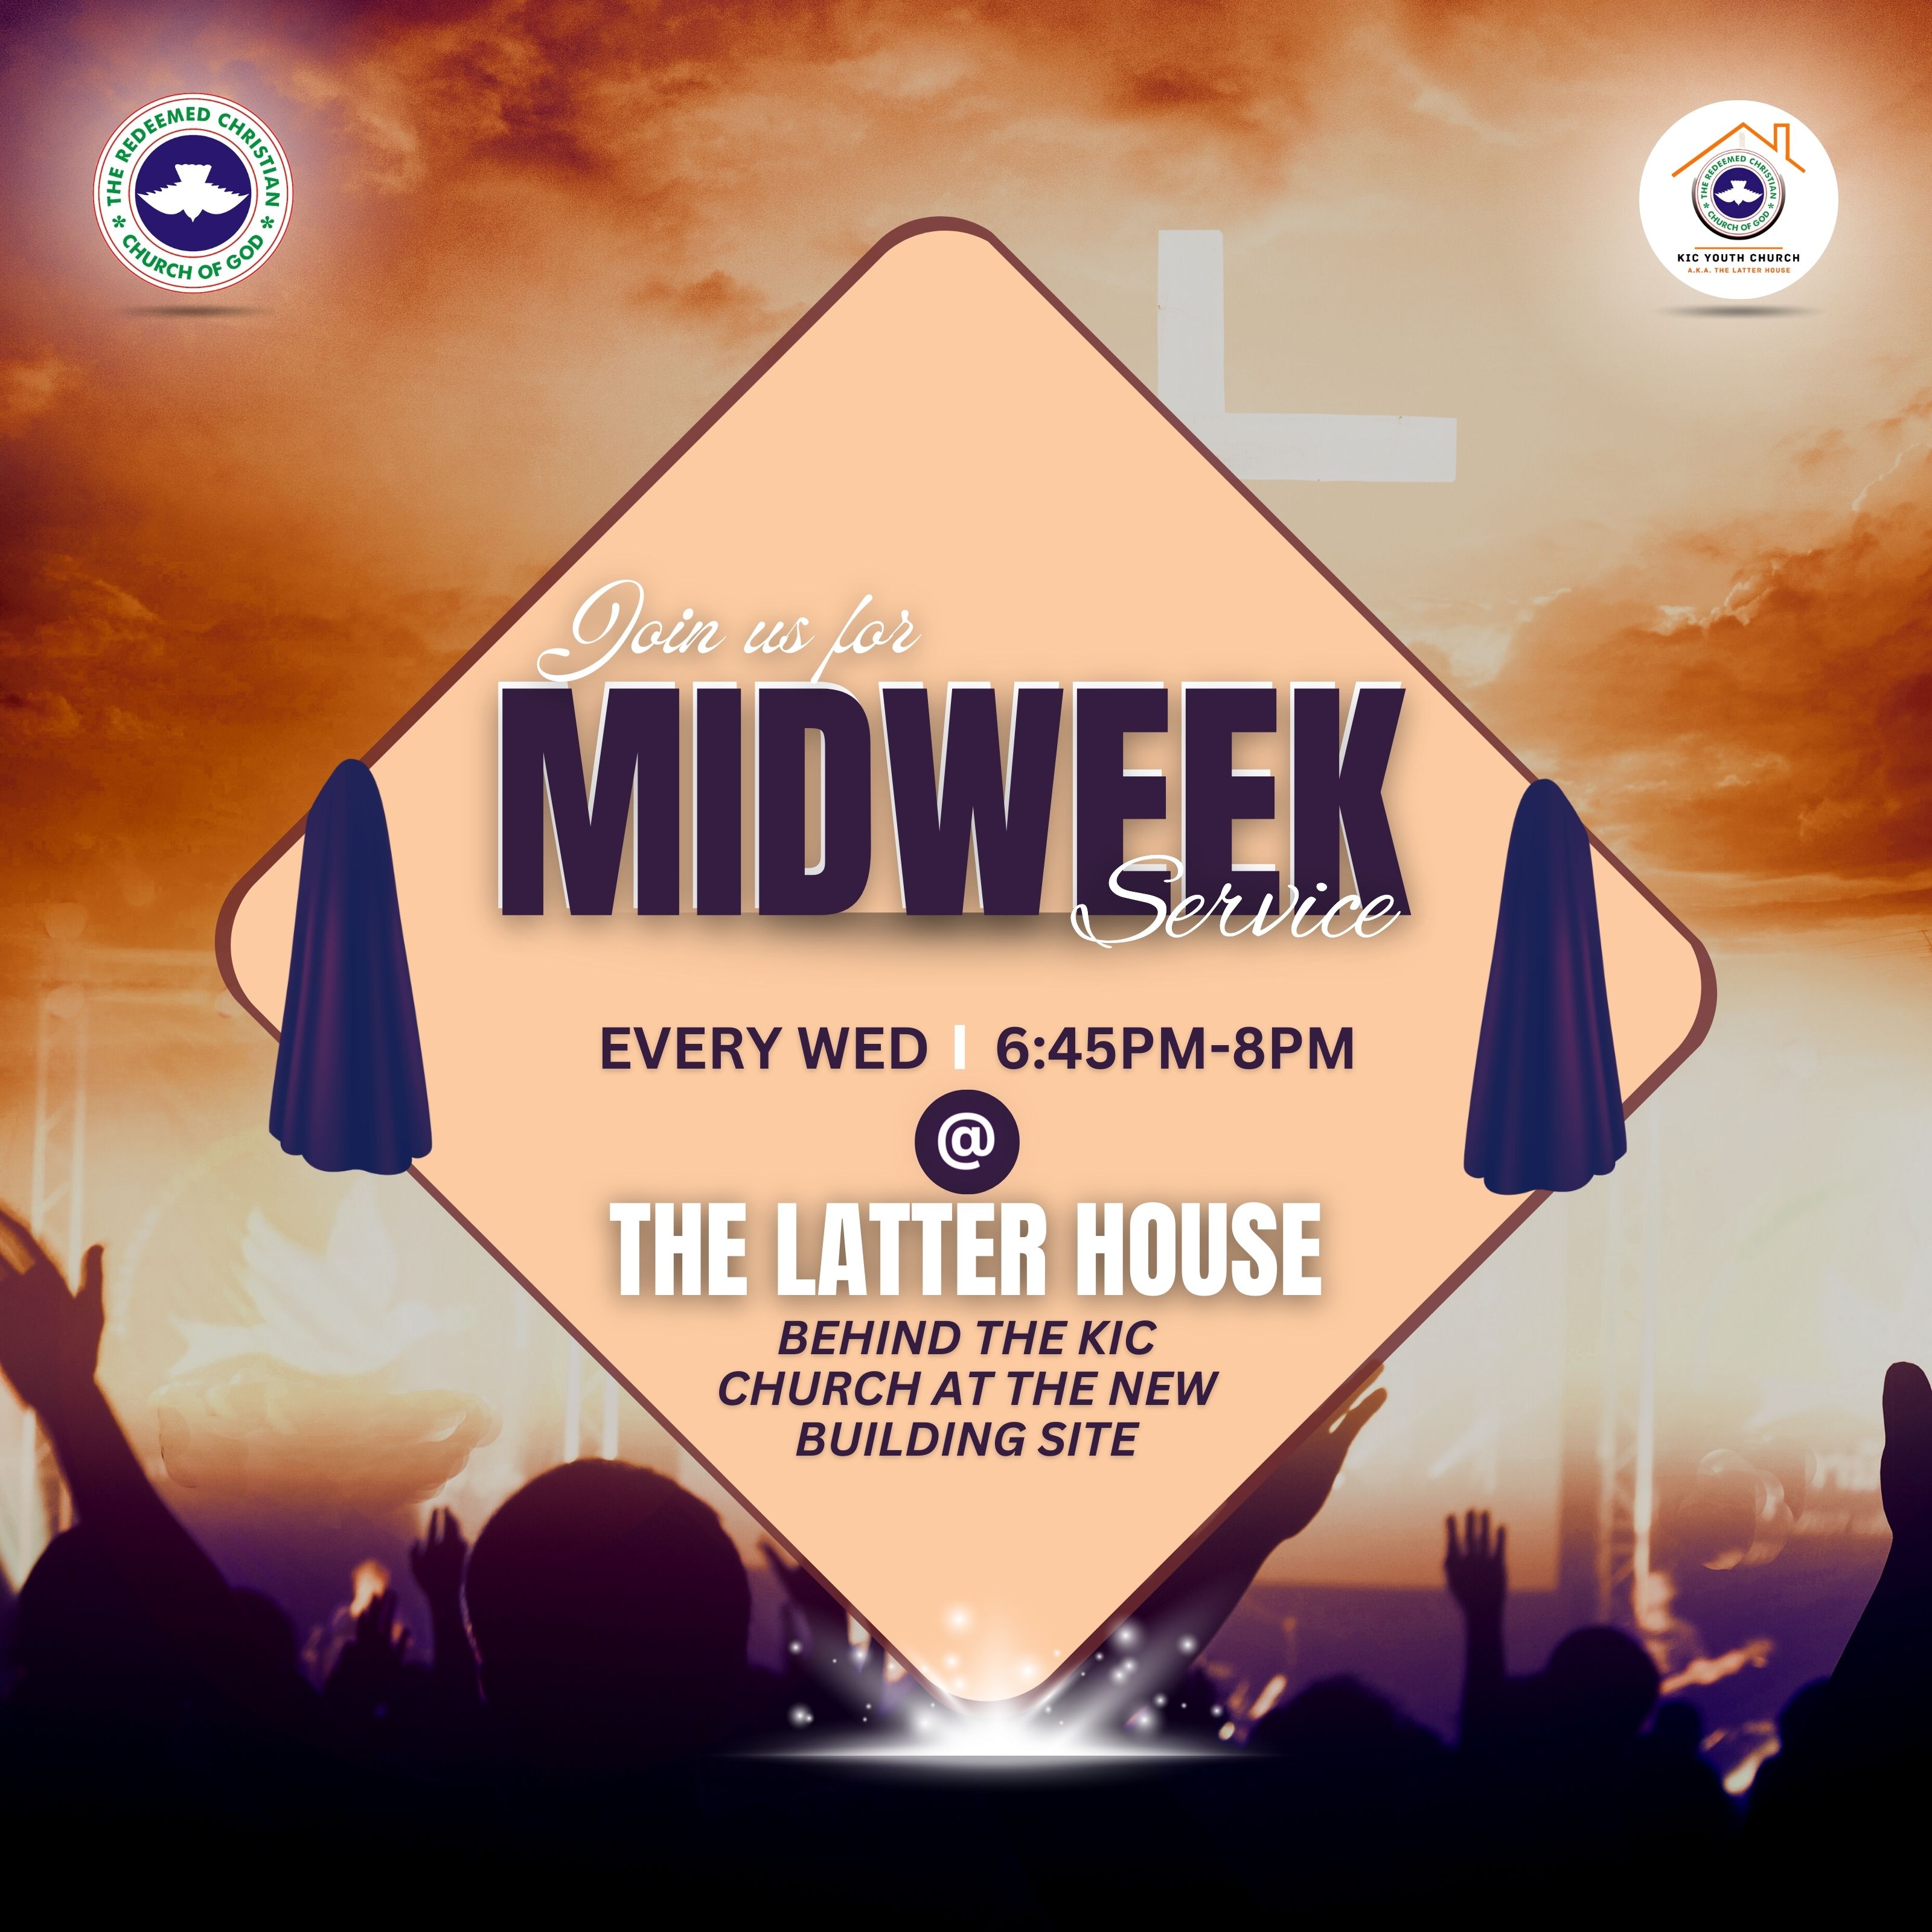 THE REDEEMED CHRISTIAN
CHURCH OF GOD
THE REDEEMED CHRISTIAN
CHURCH OF GOD
KIC YOUTH CHURCH
A.K.A. THE LATTER HOUSE
Join us for
MIDWEEK
Service
EVERY WED | 6:45PM-8PM
@
THE LATTER HOUSE
BEHIND THE KIC
CHURCH AT THE NEW
BUILDING SITE